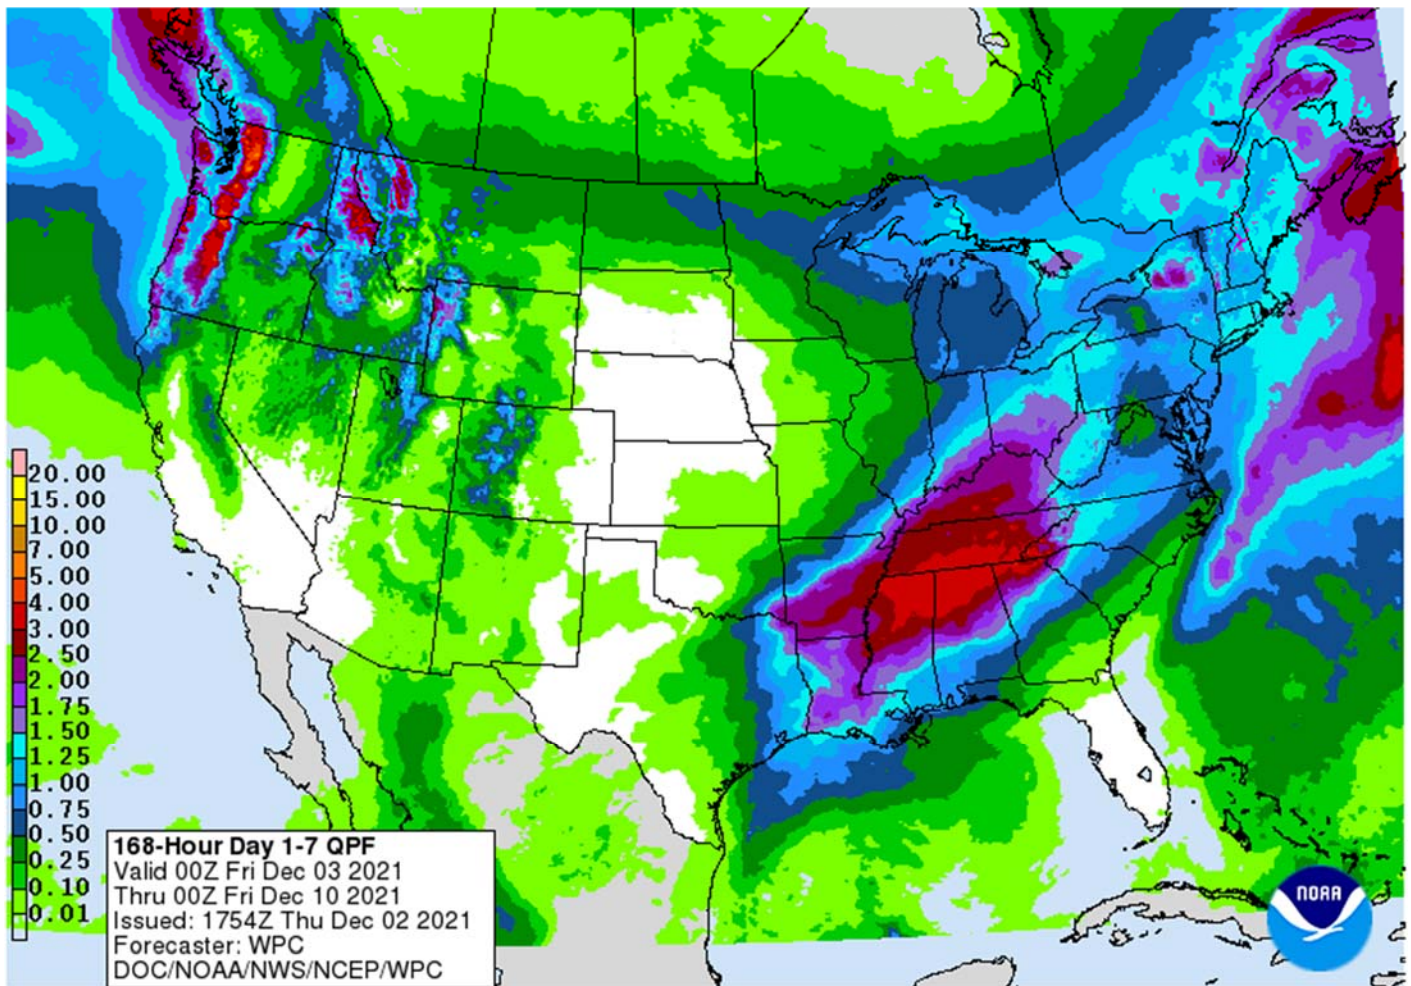 20.00
15.00
10.00
7.00
5.00
4.00
3.00
2.50
2.00
1.75
1.50
1.25
1.00
0.75
0.50
0.25
0.10
0.01
168-Hour Day 1-7 QPF
Valid 00Z Fri Dec 03 2021
Thru 00Z Fri Dec 10 2021
Issued: 1754Z Thu Dec 02 2021
Forecaster: WPC
DOC/NOAA/NWS/NCEP/WPC
NOAA